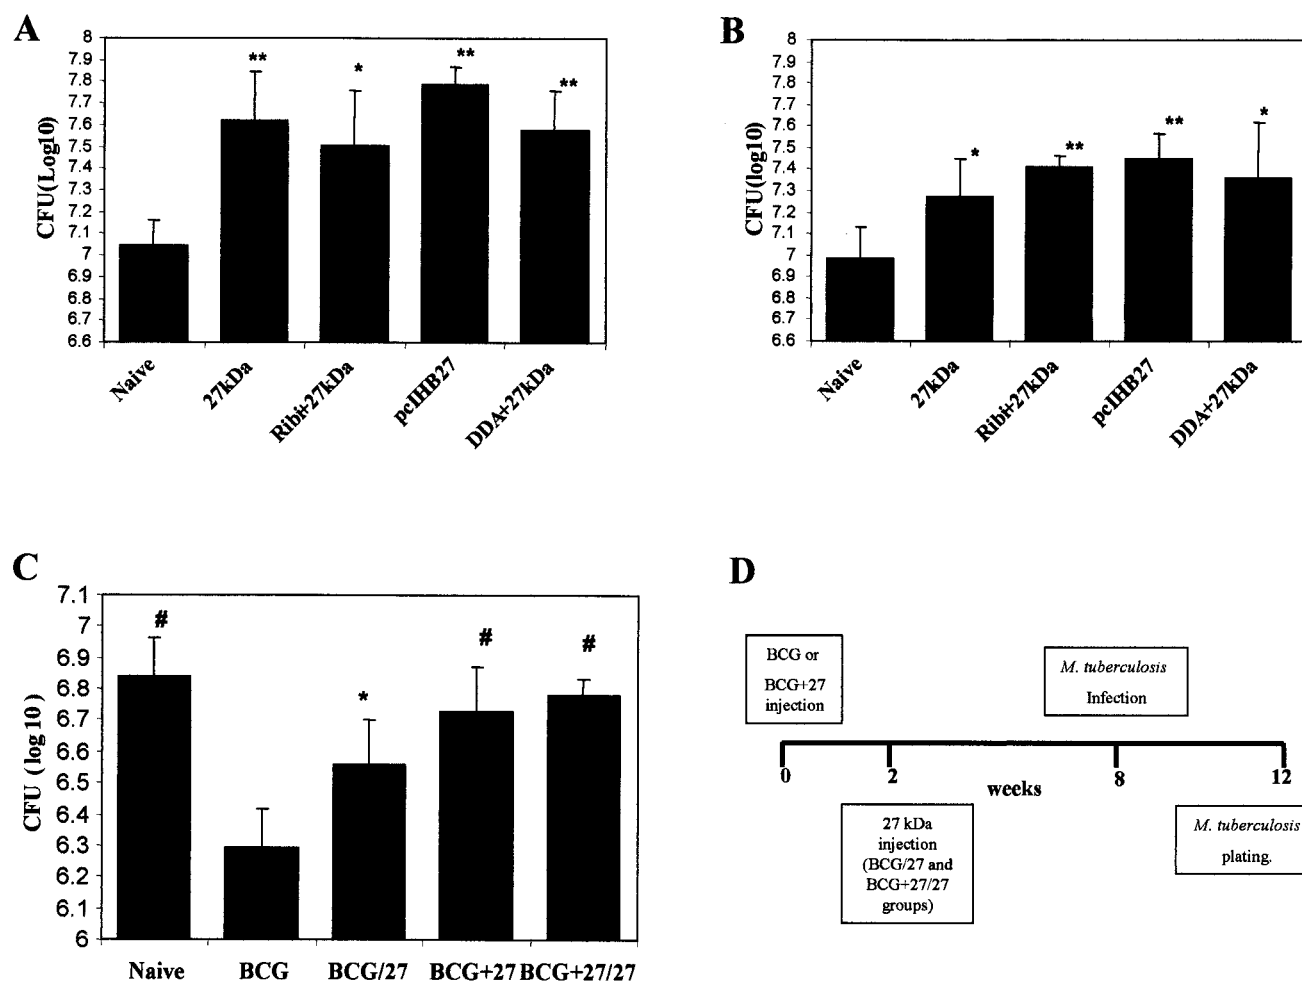 A
CFU(Log10)
8
7.9
7.8
7.7
7.6
7.5
7.4
7.3
7.2
7.1
7
6.9
6.8
6.7
6.6
**
*
**
**
Naive
27kDa
Ribi+27kDa
pcIHB27
DDA+27kDa
B
CFU(log10)
8
7.9
7.8
7.7
7.6
7.5
7.4
7.3
7.2
7.1
7
6.9
6.8
6.7
6.6
*
**
**
*
Naive
27kDa
Ribi+27kDa
pcIHB27
DDA+27kDa
C
CFU (log 10)
7.1
7
6.9
6.8
6.7
6.6
6.5
6.4
6.3
6.2
6.1
6
#
*
#
#
Naive BCG BCG/27 BCG+27 BCG+27/27
D
BCG or
BCG+27
injection
M. tuberculosis
Infection
0 2 8 12
weeks
27 kDa
injection
(BCG/27 and
BCG+27/27
groups)
M. tuberculosis
plating.